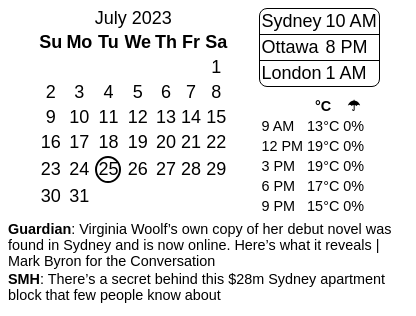 July 2023
Su Mo Tu We Th Fr Sa
1
2 3 4 5 6 7 8
9 10 11 12 13 14 15
16 17 18 19 20 21 22
23 24 25 26 27 28 29
30 31
Sydney 10 AM
Ottawa 8 PM
London 1 AM
°C ☂
9 AM 13°C 0%
12 PM 19°C 0%
3 PM 19°C 0%
6 PM 17°C 0%
9 PM 15°C 0%
Guardian: Virginia Woolf’s own copy of her debut novel was
found in Sydney and is now online. Here’s what it reveals |
Mark Byron for the Conversation
SMH: There’s a secret behind this $28m Sydney apartment
block that few people know about